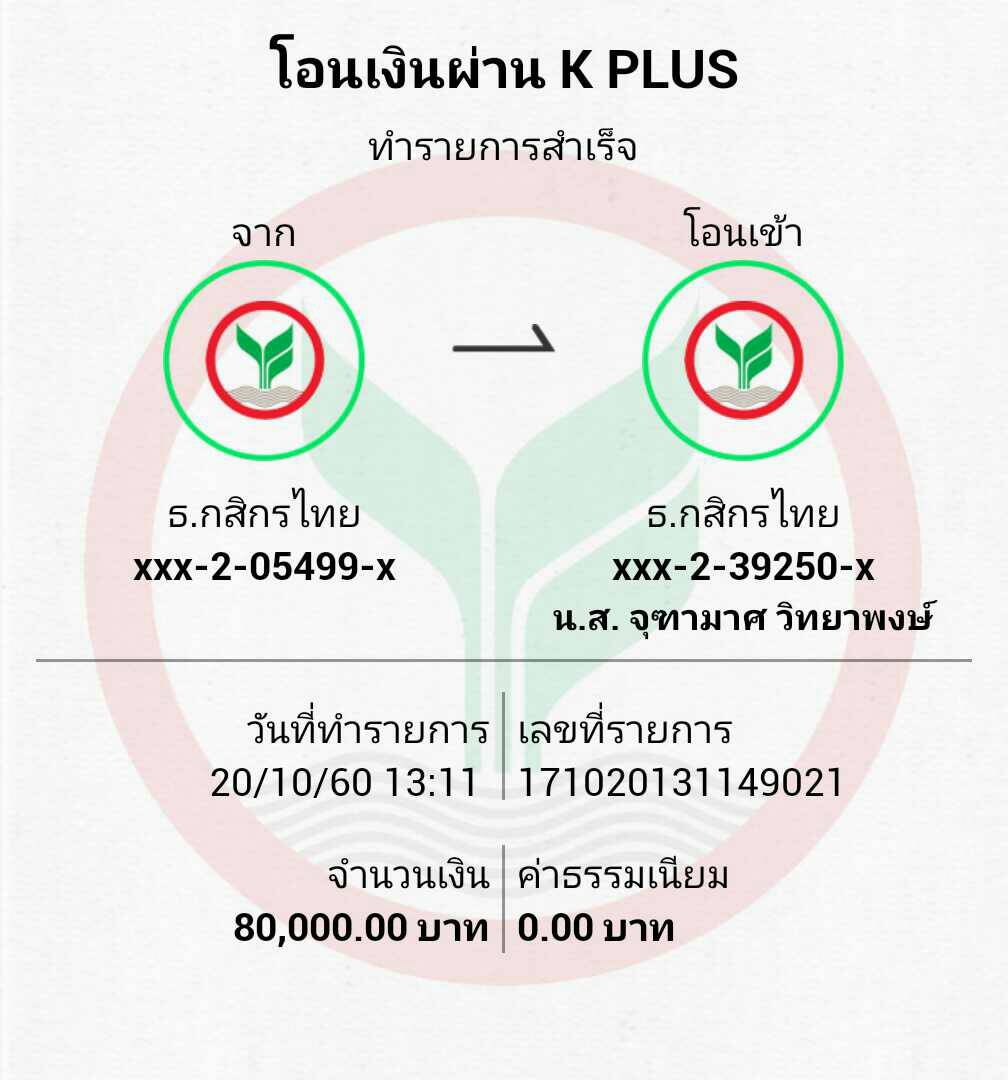 โอนเงินผ่าน K PLUS
ทำรายการสำเร็จ
จาก
โอนเข้า
ธ.กสิกรไทย
xxx-2-05499-x
ธ.กสิกรไทย
xxx-2-39250-x
น.ส. จุฑามาศ วิทยาพงษ์
วันที่ทำรายการ
20/10/60 13:11
เลขที่รายการ
171020131149021
จำนวนเงิน
80,000.00 บาท
ค่าธรรมเนียม
0.00 บาท